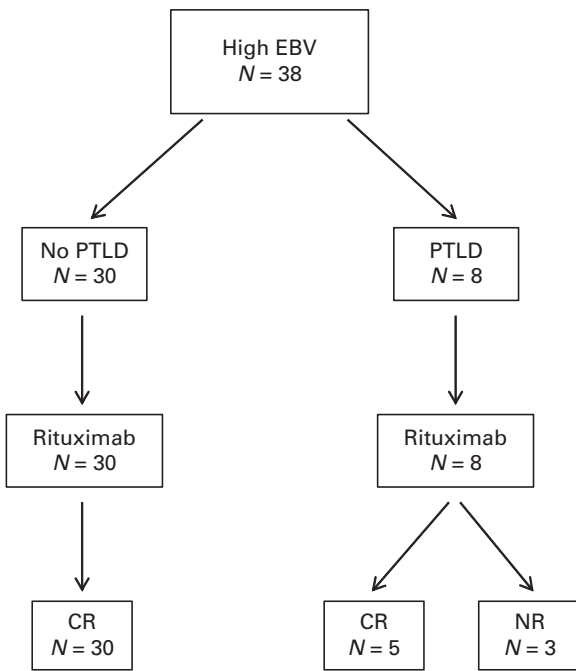 High EBV
N = 38
No PTLD
N = 30
PTLD
N = 8
Rituximab
N = 30
Rituximab
N = 8
CR
N = 30
CR
N = 5
NR
N = 3